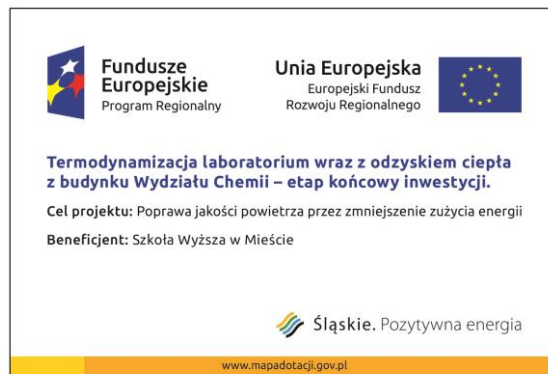 Fundusze
Europejskie
Program Regionalny
Unia Europejska
Europejski Fundusz
Rozwoju Regionalnego
Termodynamizacja laboratorium wraz z odzyskiem ciepła
z budynku Wydziału Chemii – etap końcowy inwestycji.
Cel projektu: Poprawa jakości powietrza przez zmniejszenie zużycia energii
Beneficjent: Szkoła Wyższa w Mieście
Śląskie. Pozytywna energia
www.mapadotacji.gov.pl